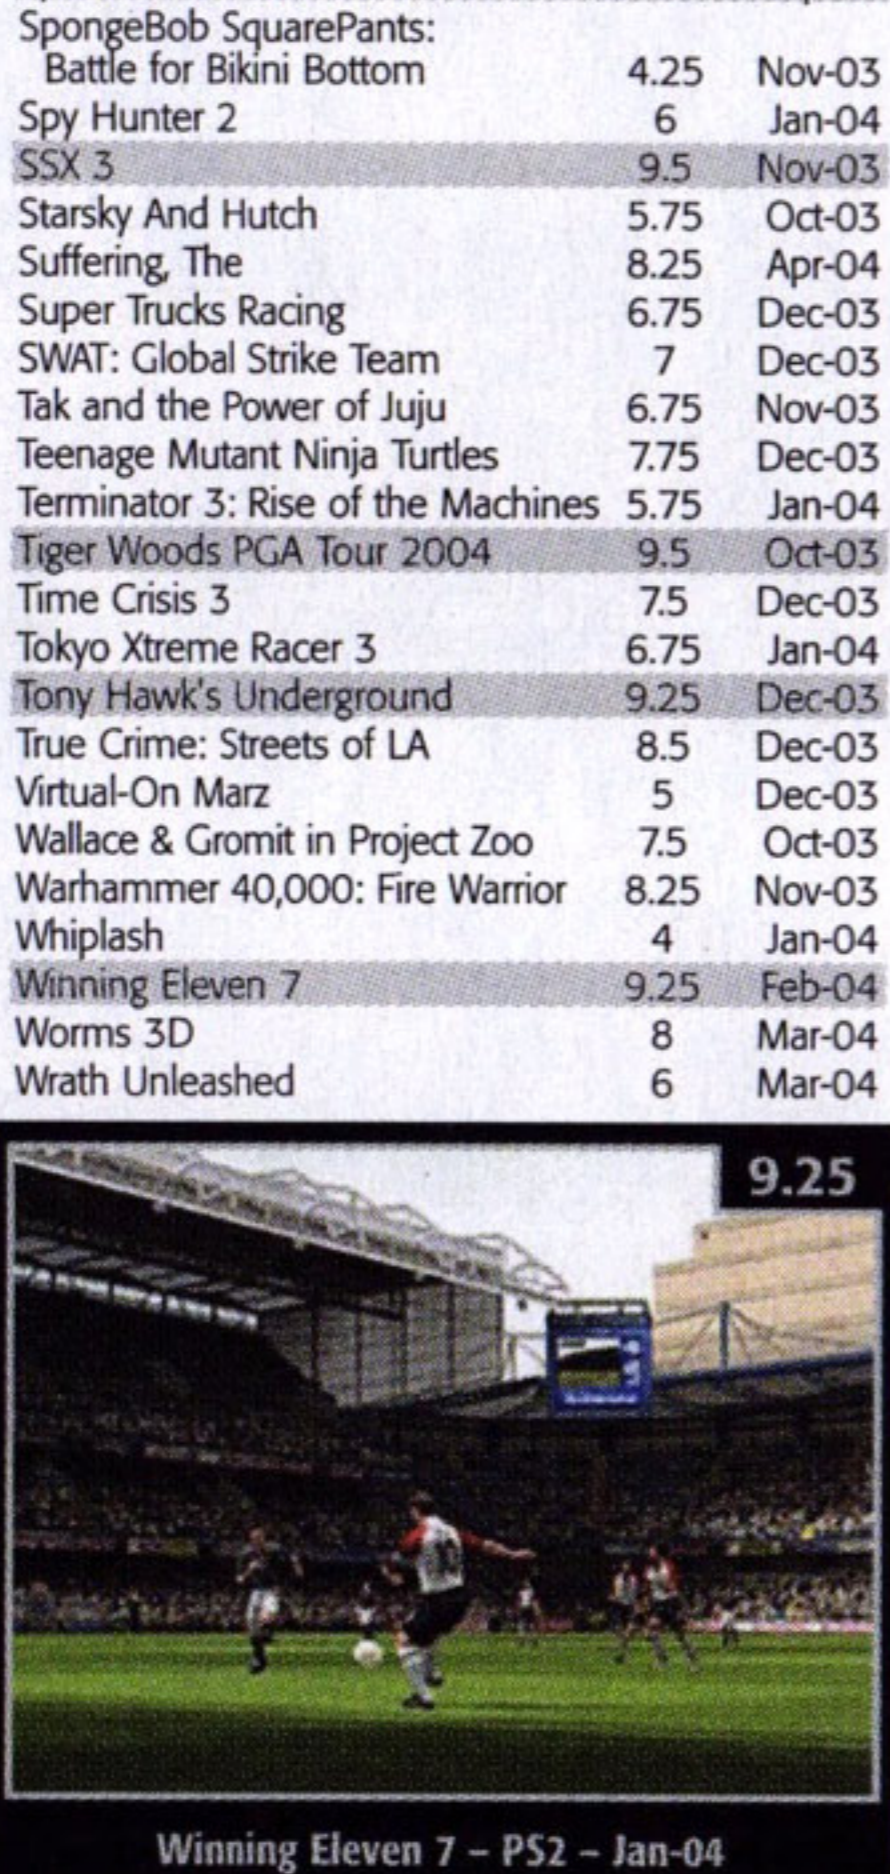 SpongeBob SquarePants:
Battle for Bikini Bottom 4.25 Nov-03
Spy Hunter 2 6 Jan-04
SSX 3 9.5 Nov-03
Starsky And Hutch 5.75 Oct-03
Suffering, The 8.25 Apr-04
Super Trucks Racing 6.75 Dec-03
SWAT: Global Strike Team 7 Dec-03
Tak and the Power of Juju 6.75 Nov-03
Teenage Mutant Ninja Turtles 7.75 Dec-03
Terminator 3: Rise of the Machines 5.75 Jan-04
Tiger Woods PGA Tour 2004 9.5 Oct-03
Time Crisis 3 7.5 Dec-03
Tokyo Xtreme Racer 3 6.75 Jan-04
Tony Hawk's Underground 9.25 Dec-03
True Crime: Streets of LA 8.5 Dec-03
Virtual-On Marz 5 Dec-03
Wallace & Gromit in Project Zoo 7.5 Oct-03
Warhammer 40,000: Fire Warrior 8.25 Nov-03
Whiplash 4 Jan-04
Winning Eleven 7 9.25 Feb-04
Worms 3D 8 Mar-04
Wrath Unleashed 6 Mar-04
9.25
Winning Eleven 7 – PS2 – Jan-04